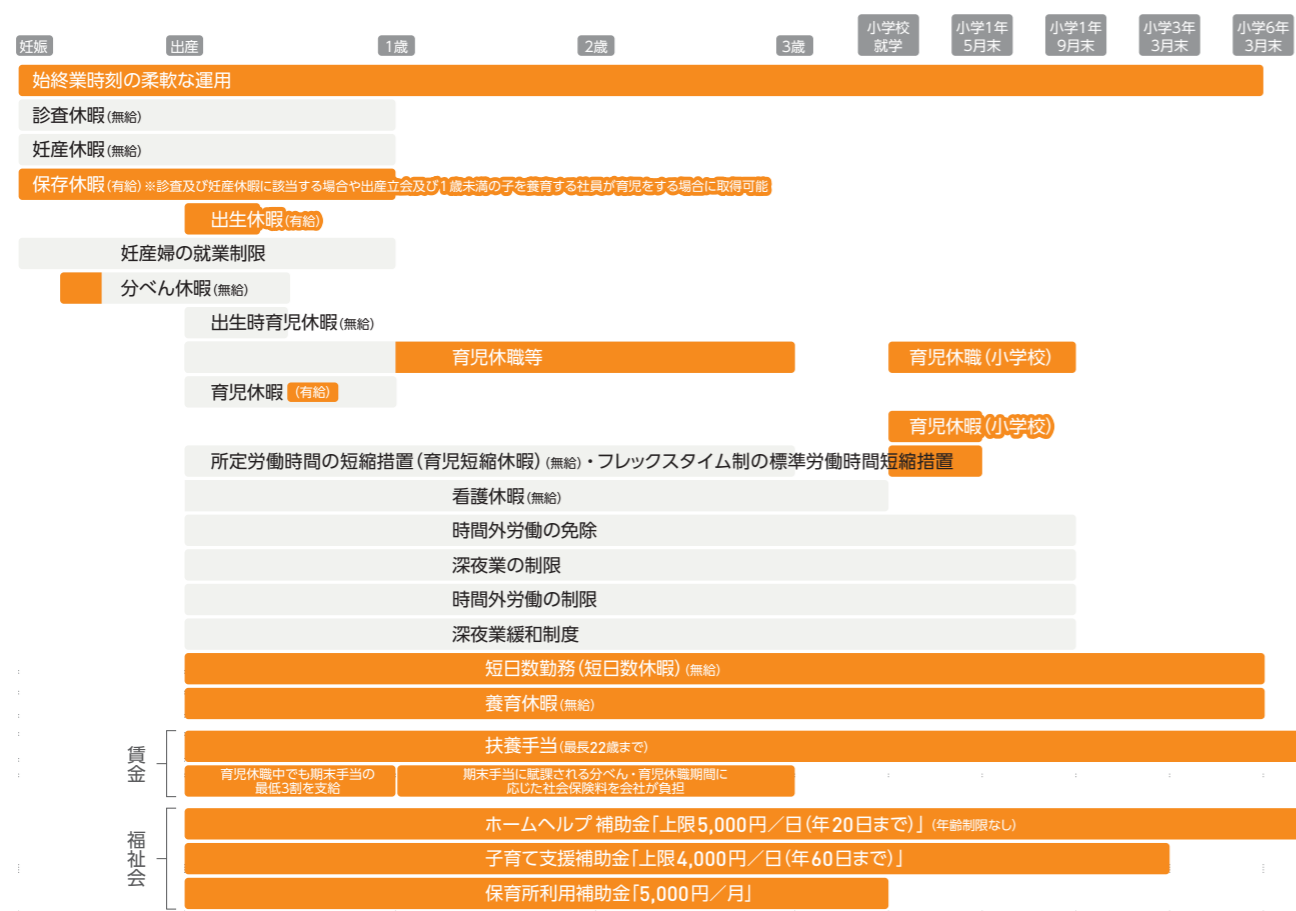 妊娠 出産 1歳 2歳 3歳 小学校 小学1年 小学1年 小学3年 小学6年
就学 5月末 9月末 3月末 3月末
始終業時刻の柔軟な運用
診査休暇(無給)
妊産休暇(無給)
保存休暇(有給)※診査及び妊産休暇に該当する場合や出産立会及び1歳未満の子を養育する社員が育児をする場合に取得可能
出生休暇(有給)
妊産婦の就業制限
分べん休暇(無給)
出生時育児休暇(無給)
育児休職等 育児休職(小学校)
育児休暇(有給)
育児休暇(小学校)
所定労働時間の短縮措置(育児短縮休暇)(無給)・フレックスタイム制の標準労働時間短縮措置
看護休暇(無給)
時間外労働の免除
深夜業の制限
時間外労働の制限
深夜業緩和制度
短日数勤務(短日数休暇)(無給)
養育休暇(無給)
賃金
扶養手当(最長22歳まで)
育児休職中でも期末手当の
最低3割を支給
期末手当に賦課される分べん・育児休職期間に
応じた社会保険料を会社が負担
福祉会
ホームヘルプ補助金「上限5,000円／日(年20日まで)」(年齢制限なし)
子育て支援補助金「上限4,000円／日(年60日まで)」
保育所利用補助金「5,000円／月」